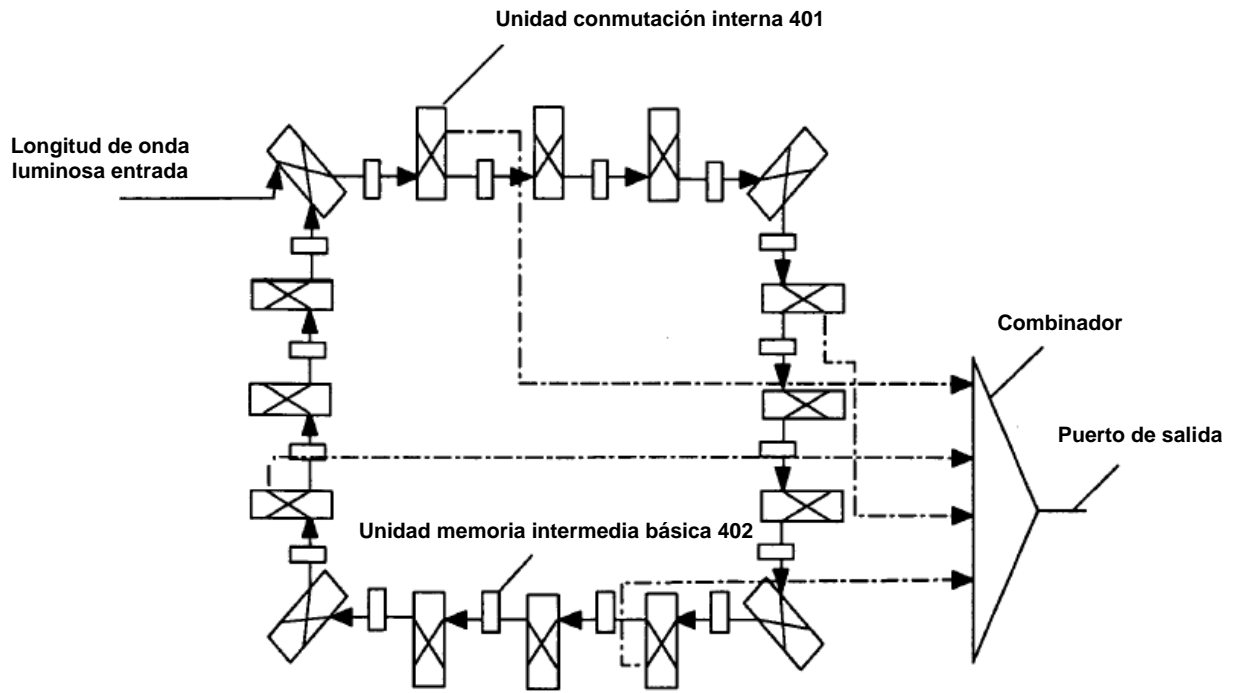 Unidad conmutación interna 401
Longitud de onda
luminosa entrada
Combinador
Puerto de salida
Unidad memoria intermedia básica 402